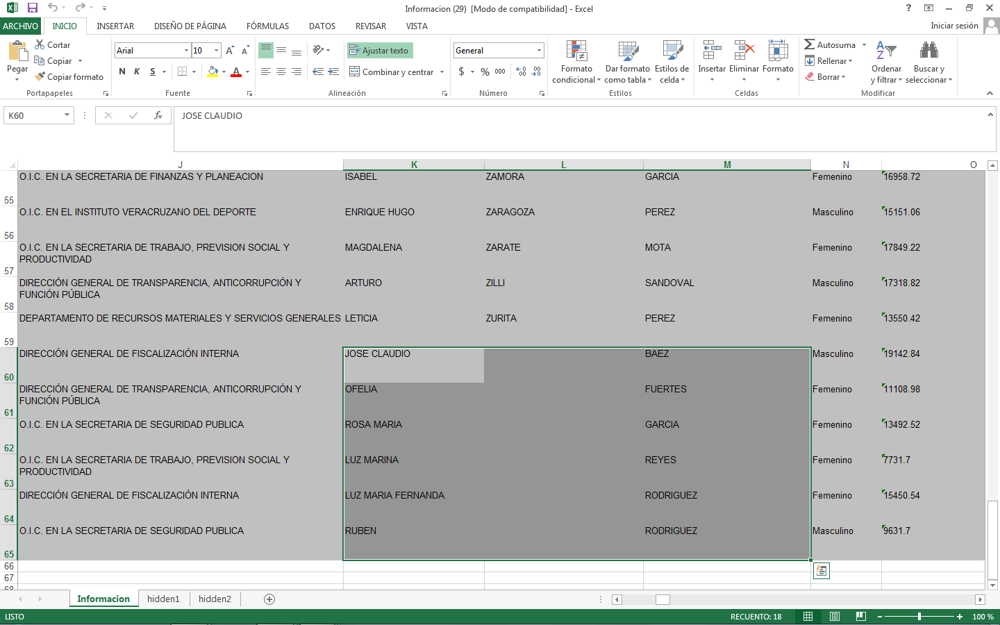 Informacion (29) [Modo de compatibilidad] - Excel
ARCHIVO INICIO INSERTAR DISEÑO DE PÁGINA FÓRMULAS DATOS REVISAR VISTA Iniciar sesión
Pegar
Cortar
Copiar
Copiar formato
Portapapeles
Arial 10
N K S
Fuente
Ajustar texto
Combinar y centrar
Alineación
General
$ % 000
Número
Formato condicional
Dar formato como tabla
Estilos de celda
Estilos
Insertar Eliminar Formato
Celdas
Autosuma
Rellenar
Borrar
Ordenar y filtrar
Buscar y seleccionar
Modificar
K60 fx JOSE CLAUDIO
J K L M N O
55 O.I.C. EN LA SECRETARIA DE FINANZAS Y PLANEACION ISABEL ZAMORA GARCIA Femenino 16958.72
56 O.I.C. EN EL INSTITUTO VERACRUZANO DEL DEPORTE ENRIQUE HUGO ZARAGOZA PEREZ Masculino 15151.06
57 O.I.C. EN LA SECRETARIA DE TRABAJO, PREVISION SOCIAL Y PRODUCTIVIDAD MAGDALENA ZARATE MOTA Femenino 17849.22
58 DIRECCIÓN GENERAL DE TRANSPARENCIA, ANTICORRUPCIÓN Y FUNCIÓN PÚBLICA ARTURO ZILLI SANDOVAL Masculino 17318.82
59 DEPARTAMENTO DE RECURSOS MATERIALES Y SERVICIOS GENERALES LETICIA ZURITA PEREZ Femenino 13550.42
60 DIRECCIÓN GENERAL DE FISCALIZACIÓN INTERNA JOSE CLAUDIO BAEZ Masculino 19142.84
61 DIRECCIÓN GENERAL DE TRANSPARENCIA, ANTICORRUPCIÓN Y FUNCIÓN PÚBLICA OFELIA FUERTES Femenino 11108.98
62 O.I.C. EN LA SECRETARIA DE SEGURIDAD PUBLICA ROSA MARIA GARCIA Femenino 13492.52
63 O.I.C. EN LA SECRETARIA DE TRABAJO, PREVISION SOCIAL Y PRODUCTIVIDAD LUZ MARINA REYES Femenino 7731.7
64 DIRECCIÓN GENERAL DE FISCALIZACIÓN INTERNA LUZ MARIA FERNANDA RODRIGUEZ Femenino 15450.54
65 O.I.C. EN LA SECRETARIA DE SEGURIDAD PUBLICA RUBEN RODRIGUEZ Masculino 9631.7
66
67
68
Informacion hidden1 hidden2
LISTO RECUENTO: 18 100 %